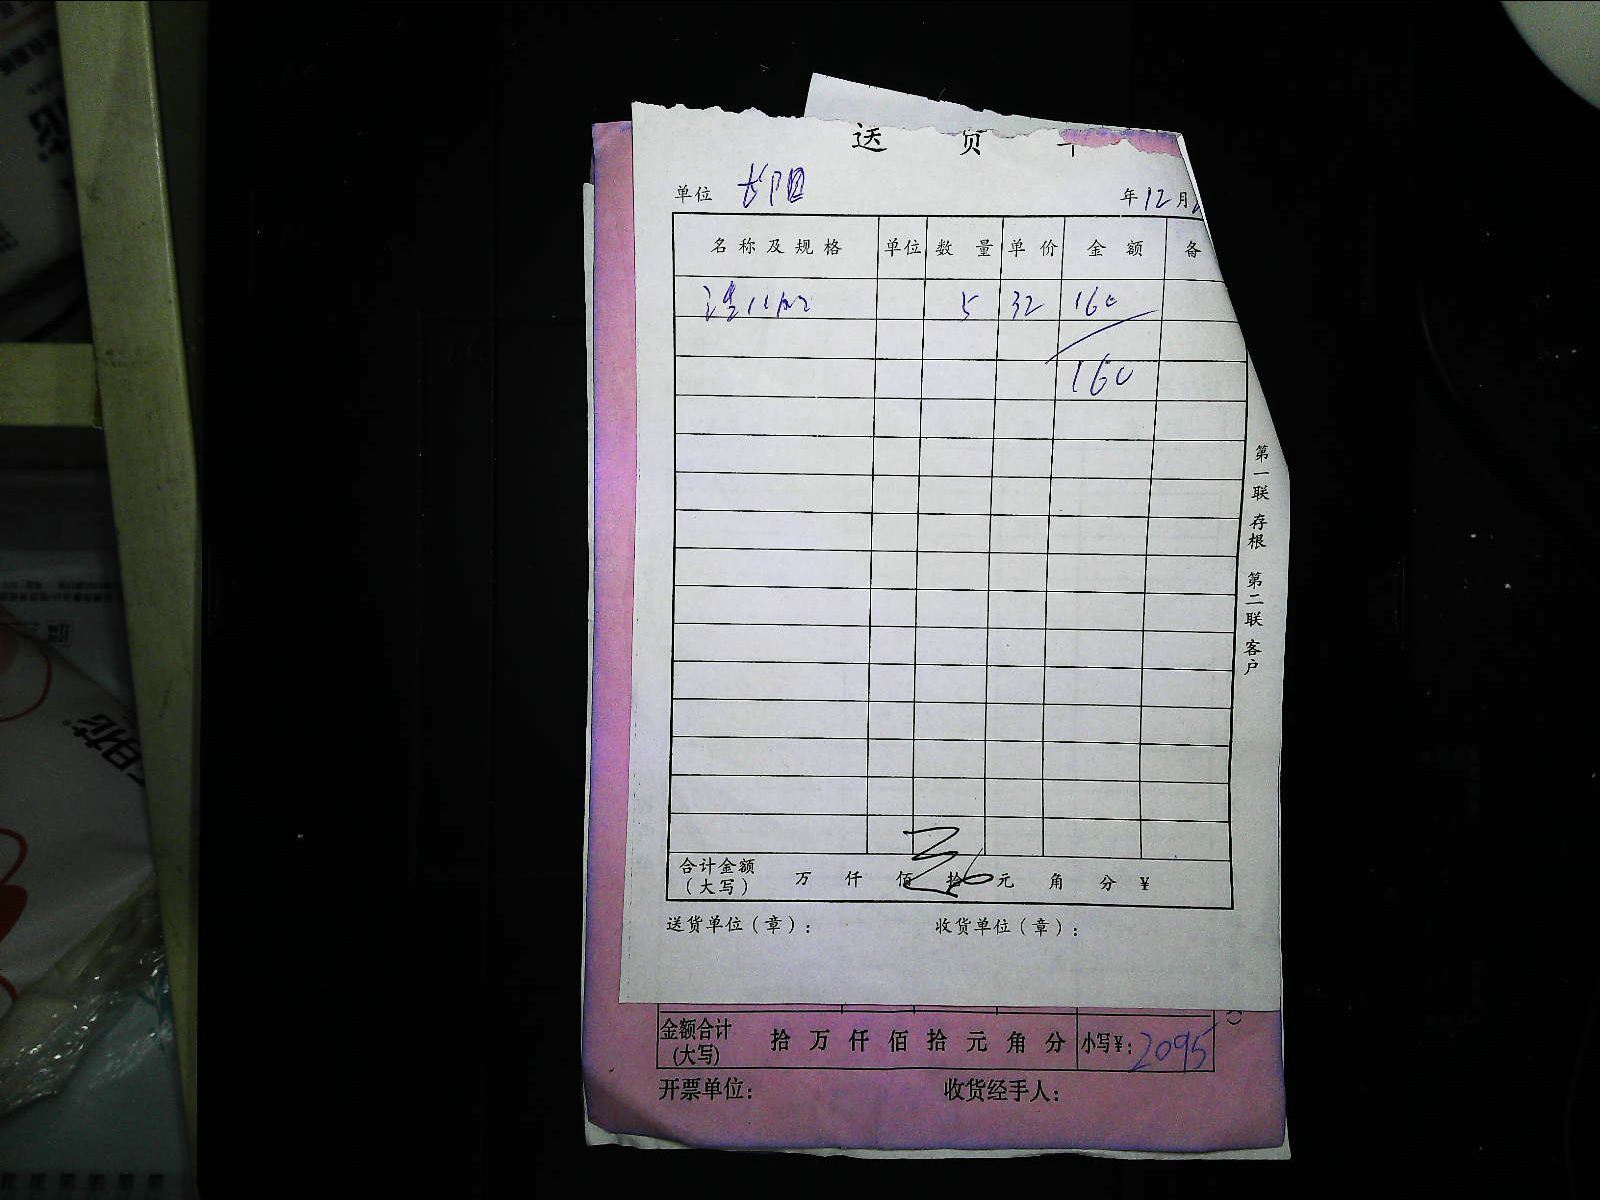 送 货 单
单位 长阳 年12月
名称及规格 单位 数量 单价 金额 备
5 32 160
160
第一联 存根 第二联 客户
合计金额(大写) 万 仟 佰 拾 元 角 分 ¥
送货单位(章): 收货单位(章):
金额合计(大写) 拾 万 仟 佰 拾 元 角 分 小写¥: 2095
开票单位: 收货经手人: